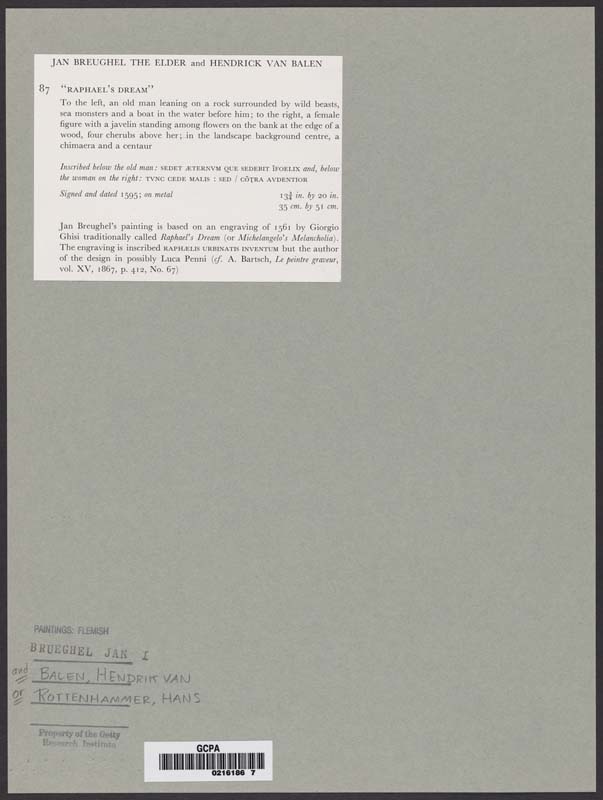 JAN BREUGHEL THE ELDER and HENDRICK VAN BALEN
87 “RAPHAEL’S DREAM”
To the left, an old man leaning on a rock surrounded by wild beasts,
sea monsters and a boat in the water before him; to the right, a female
figure with a javelin standing among flowers on the bank at the edge of a
wood, four cherubs above her; in the landscape background centre, a
chimaera and a centaur
Inscribed below the old man: SEDET ÆTERNVM QUE SEDEBIT ĪFOELIX and, below
the woman on the right: TVNC CEDE MALIS : SED / CÕTRA AVDENTIOR
Signed and dated 1595; on metal 13¾ in. by 20 in.
35 cm. by 51 cm.
Jan Breughel’s painting is based on an engraving of 1561 by Giorgio
Ghisi traditionally called Raphael’s Dream (or Michelangelo’s Melancholia).
The engraving is inscribed RAPHÆLIS URBINATIS INVENTUM but the author
of the design in possibly Luca Penni (cf. A. Bartsch, Le peintre graveur,
vol. XV, 1867, p. 412, No. 67)
PAINTINGS: FLEMISH
BRUEGHEL JAN I
and BALEN, HENDRIK VAN
or ROTTENHAMMER, HANS
Property of the Getty
Research Institute
GCPA
0216186 7